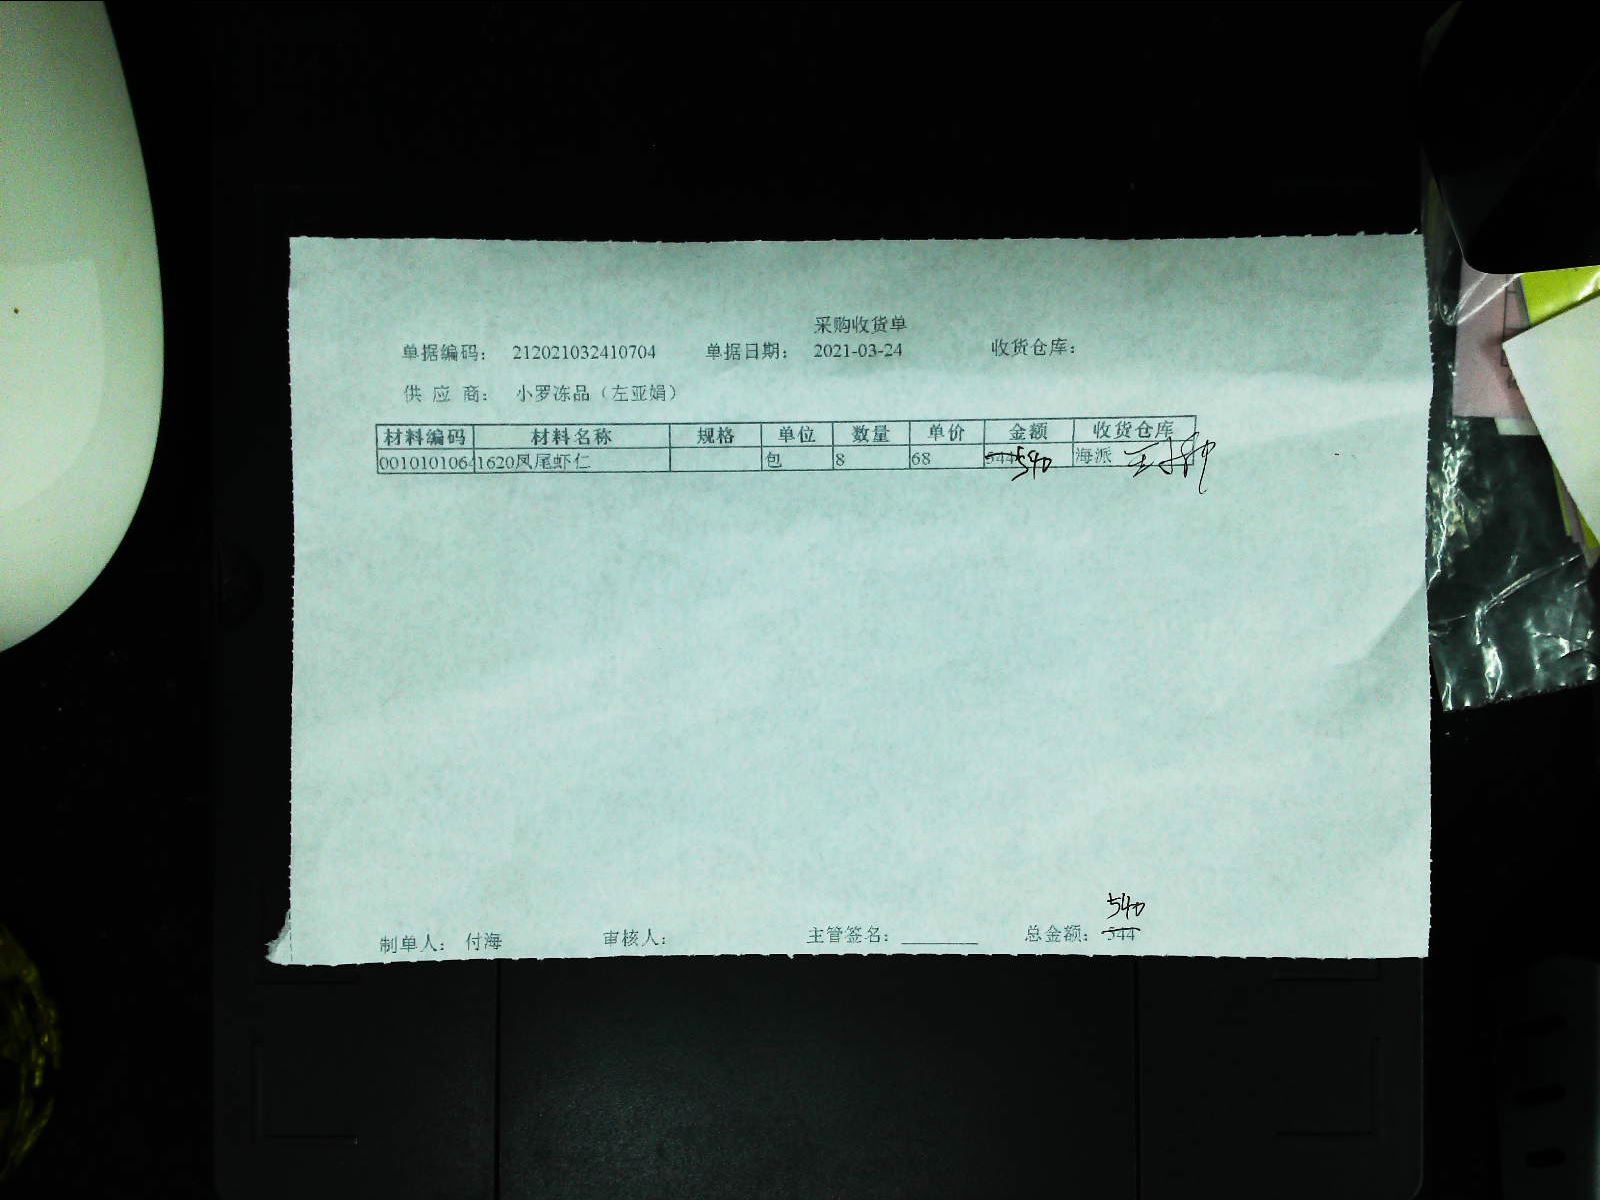 采购收货单
单据编码： 212021032410704 单据日期： 2021-03-24 收货仓库：
供 应 商： 小罗冻品（左亚娟）
材料编码 材料名称 规格 单位 数量 单价 金额 收货仓库
0010101064 1620凤尾虾仁 包 8 68 544 540 海派
540
制单人： 付海 审核人： 主管签名：________ 总金额： 544